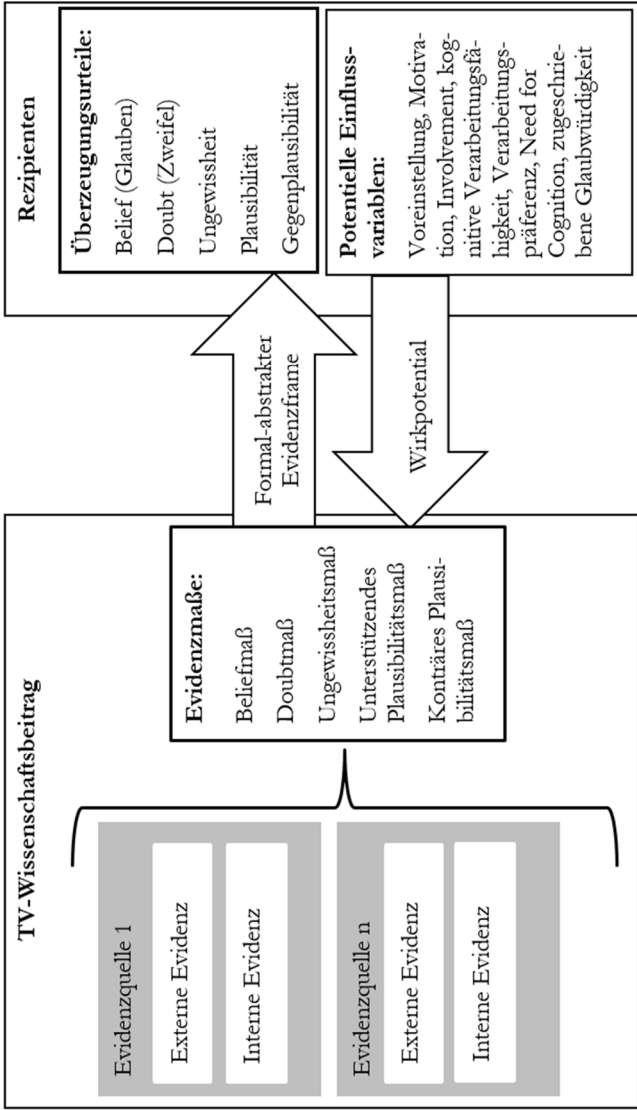 TV-Wissenschaftsbeitrag
Evidenzquelle 1
Externe Evidenz
Interne Evidenz
Evidenzquelle n
Externe Evidenz
Interne Evidenz
Evidenzmaße:
Beliefmaß
Doubtmaß
Ungewissheitsmaß
Unterstützendes
Plausibilitätsmaß
Konträres Plausi-
bilitätsmaß
Formal-abstrakter
Evidenzframe
Wirkpotential
Rezipienten
Überzeugungsurteile:
Belief (Glauben)
Doubt (Zweifel)
Ungewissheit
Plausibilität
Gegenplausibilität
Potentielle Einfluss-
variablen:
Voreinstellung, Motiva-
tion, Involvement, kog-
nitive Verarbeitungsfä-
higkeit, Verarbeitungs-
präferenz, Need for
Cognition, zugeschrie-
bene Glaubwürdigkeit